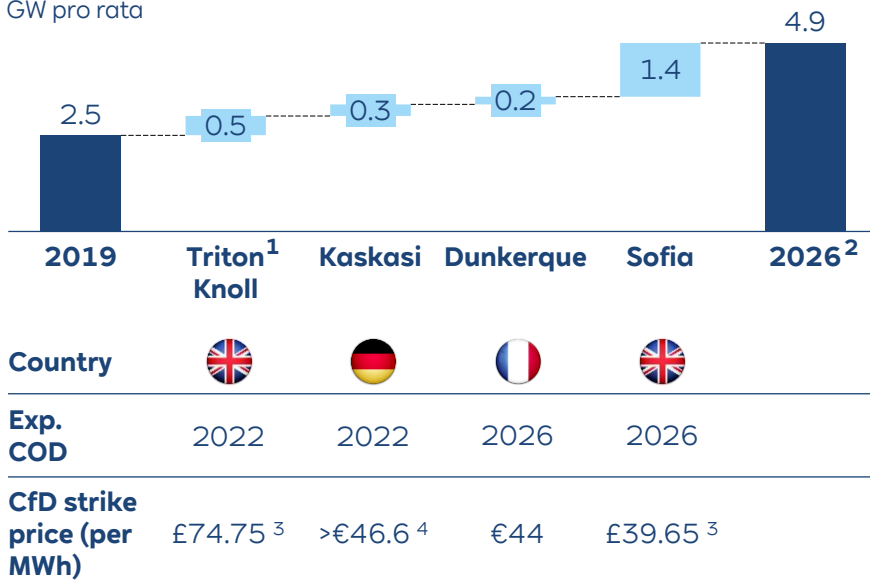 GW pro rata
4.9
1.4
0.2
0.3
2.5
0.5
2019 Triton¹ Kaskasi Dunkerque Sofia 2026²
Knoll
Country
Exp.
COD 2022 2022 2026 2026
CfD strike
price (per £74.75 ³ >€46.6 ⁴ €44 £39.65 ³
MWh)